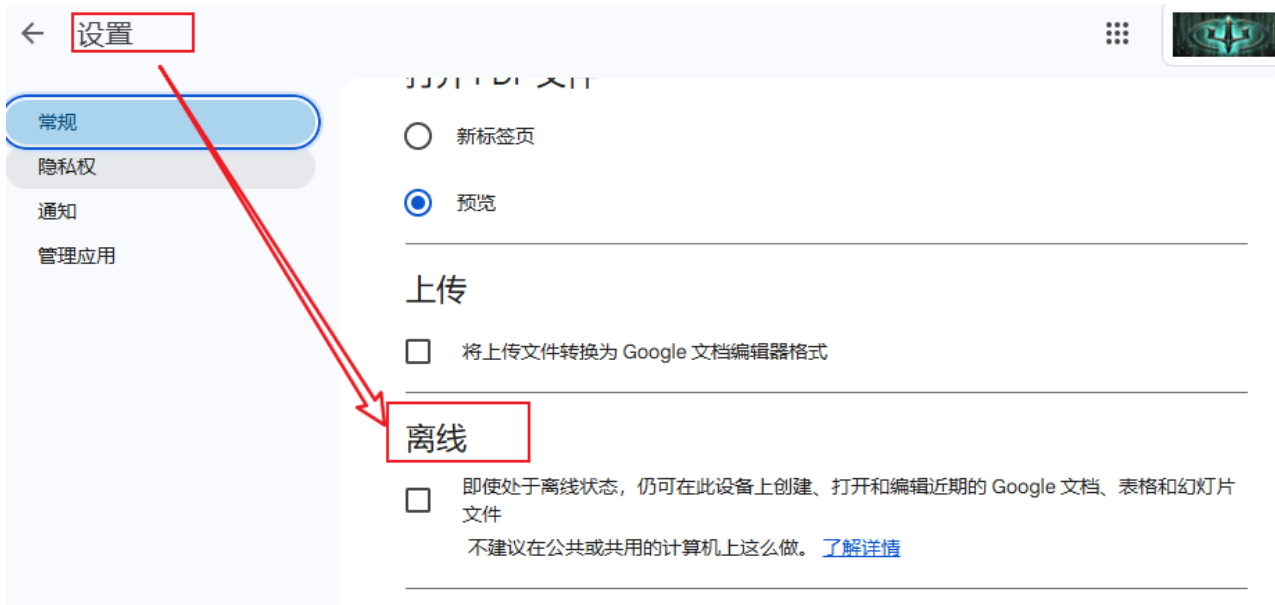 设置
常规
隐私权
通知
管理应用
打开 PDF 文件
新标签页
预览
上传
将上传文件转换为 Google 文档编辑器格式
离线
即使处于离线状态，仍可在此设备上创建、打开和编辑近期的 Google 文档、表格和幻灯片
文件
不建议在公共或共用的计算机上这么做。 了解详情